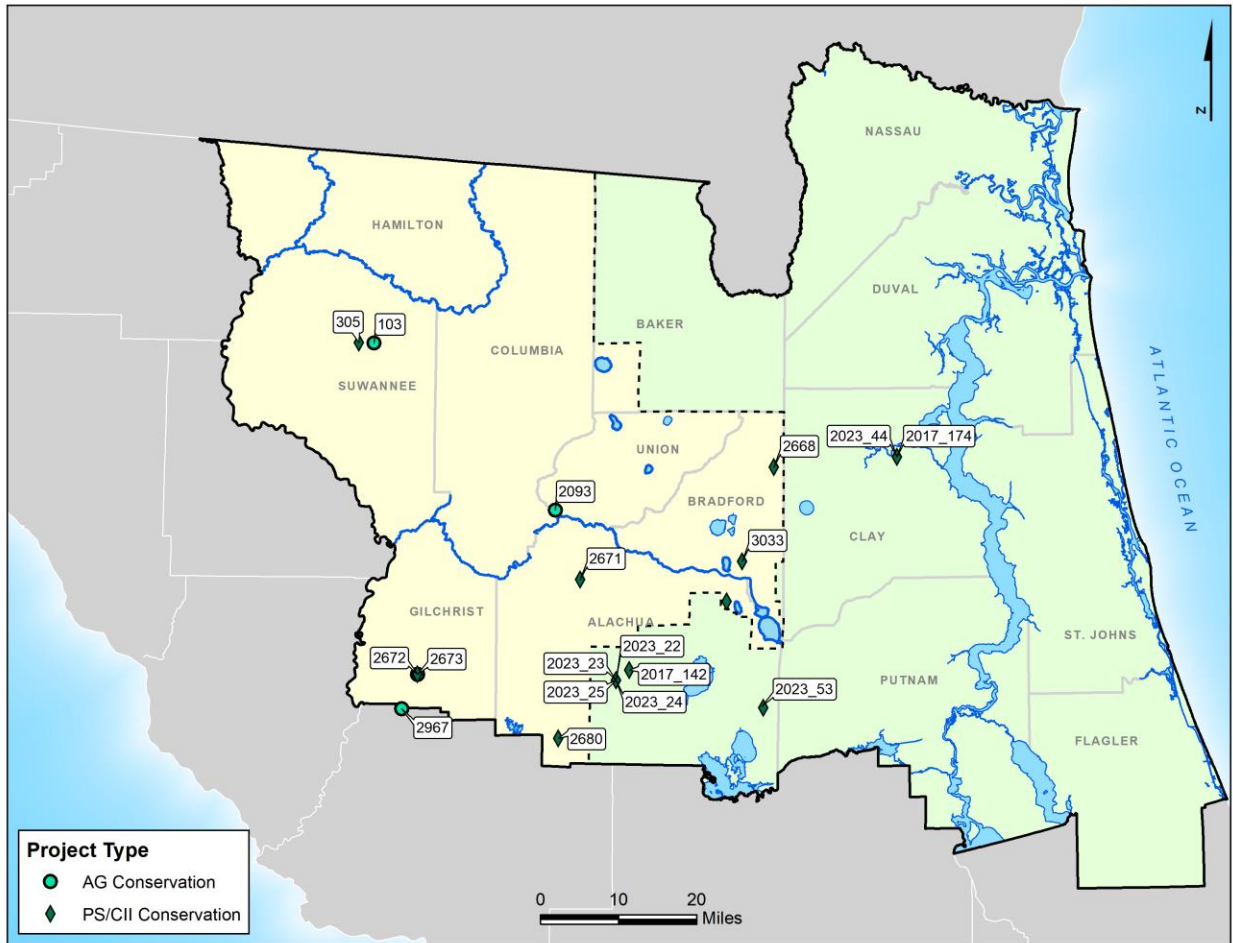 N
NASSAU
HAMILTON
DUVAL
BAKER
COLUMBIA
305
103
SUWANNEE
ATLANTIC OCEAN
2023_44
2017_174
UNION
2668
2093
BRADFORD
CLAY
3033
2671
GILCHRIST
ALACHUA
ST. JOHNS
2023_22
2672
2673
2023_23
2017_142
PUTNAM
2023_25
2023_24
2023_53
2967
2680
FLAGLER
Project Type
AG Conservation
PS/CII Conservation
0 10 20
Miles